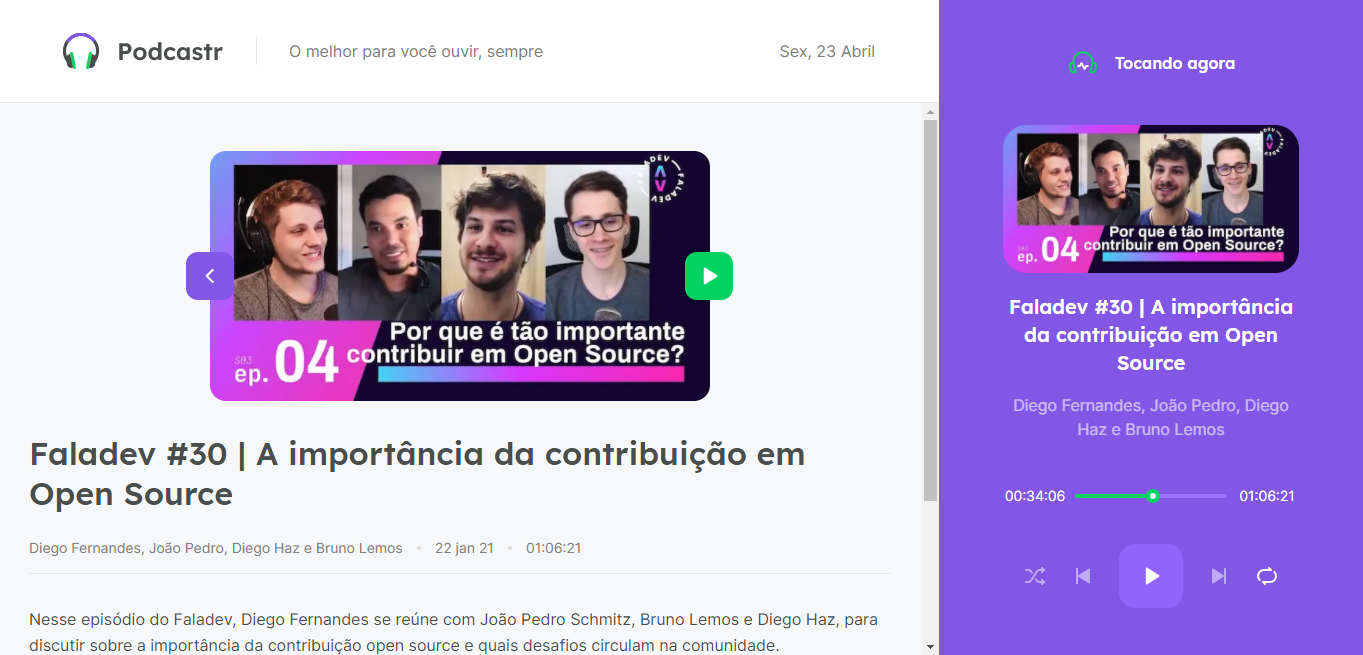 Podcastr
O melhor para você ouvir, sempre
Sex, 23 Abril
FALADEV
Por que é tão importante
contribuir em Open Source?
S03
ep. 04
Faladev #30 | A importância da contribuição em
Open Source
Diego Fernandes, João Pedro, Diego Haz e Bruno Lemos • 22 jan 21 • 01:06:21
Nesse episódio do Faladev, Diego Fernandes se reúne com João Pedro Schmitz, Bruno Lemos e Diego Haz, para
discutir sobre a importância da contribuição open source e quais desafios circulam na comunidade.
Tocando agora
FALADEV
Por que é tão importante
contribuir em Open Source?
S03
ep. 04
Faladev #30 | A importância
da contribuição em Open
Source
Diego Fernandes, João Pedro, Diego
Haz e Bruno Lemos
00:34:06
01:06:21